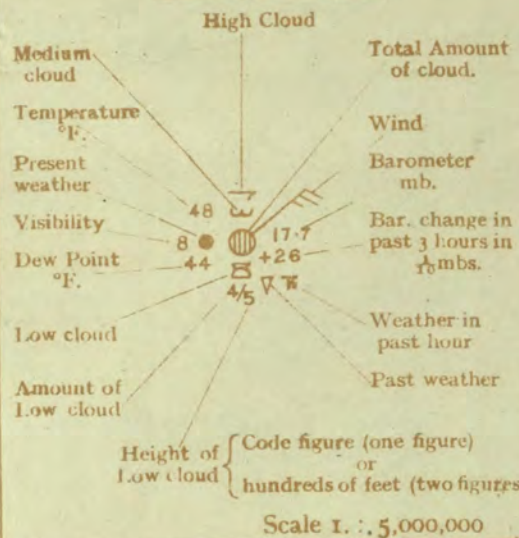 High Cloud
Medium cloud
Total Amount of cloud.
Temperature °F.
Wind
Present weather
Barometer mb.
48
Visibility
8
17·7
Bar. change in past 3 hours in 1/10 mbs.
Dew Point °F.
44
+26
4/5
Low cloud
Weather in past hour
Amount of Low cloud
Past weather
Height of Low cloud
Code figure (one figure)
or
hundreds of feet (two figures
Scale 1. :. 5,000,000